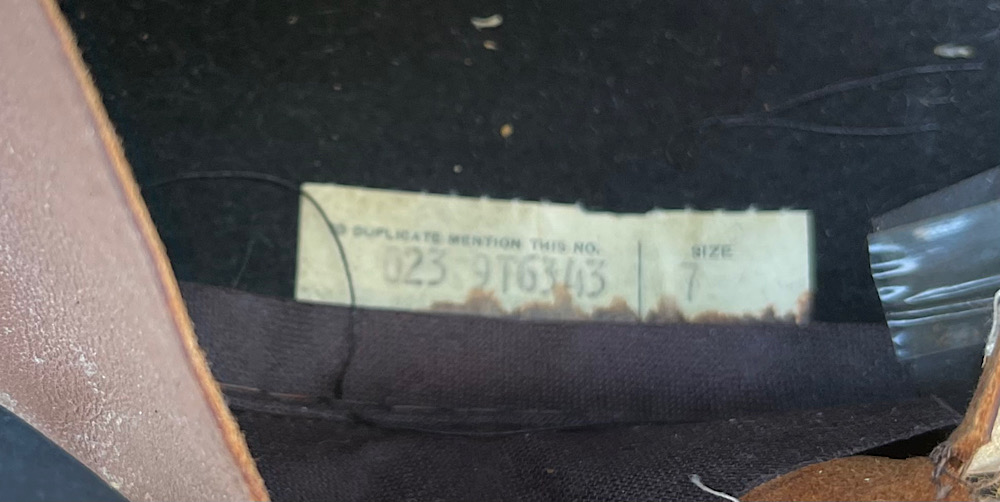 DUPLICATE MENTION THIS NO.
023 9T6343
SIZE
7